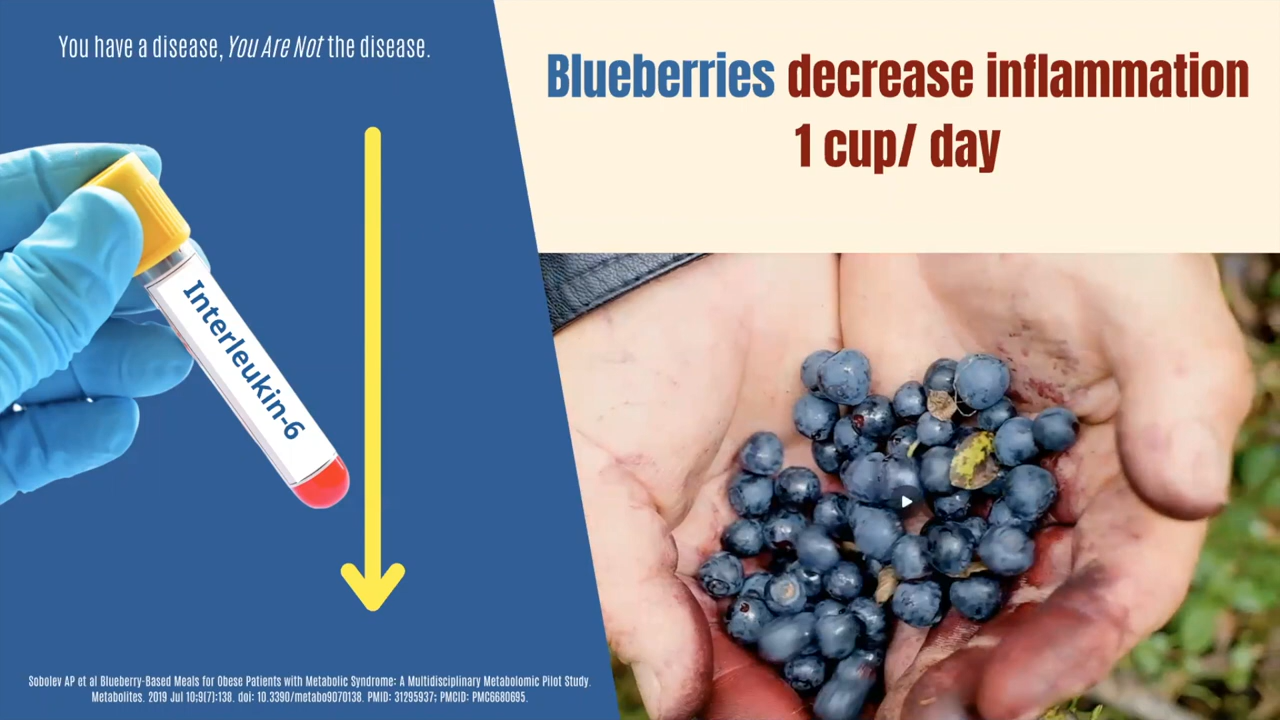 You have a disease, You Are Not the disease.
Blueberries decrease inflammation
1 cup/ day
Interleukin-6
Sobolev AP et al Blueberry-Based Meals for Obese Patients with Metabolic Syndrome: A Multidisciplinary Metabolomic Pilot Study.
Metabolites. 2019 Jul 10;9(7):138. doi: 10.3390/metabo9070138. PMID: 31295937; PMCID: PMC6680695.